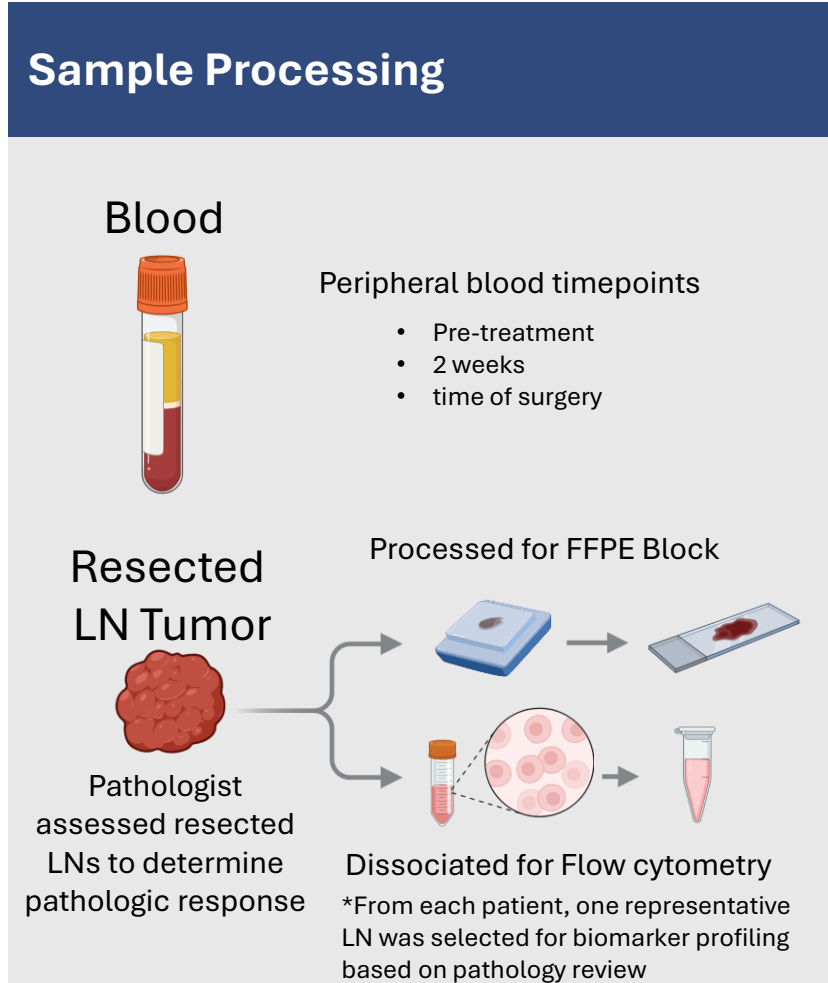 Sample Processing
Blood
Peripheral blood timepoints
• Pre-treatment
• 2 weeks
• time of surgery
Resected
LN Tumor
Pathologist
assessed resected
LNs to determine
pathologic response
Processed for FFPE Block
Dissociated for Flow cytometry
*From each patient, one representative
LN was selected for biomarker profiling
based on pathology review